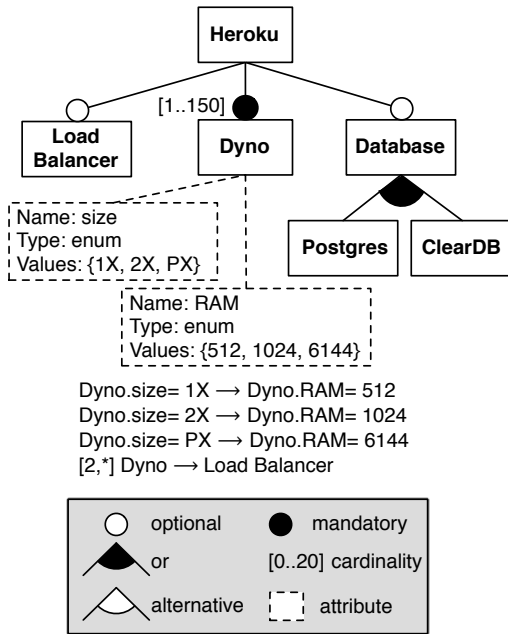 Heroku
[1..150]
Load
Balancer
Dyno
Database
Name: size
Type: enum
Values: {1X, 2X, PX}
Postgres
ClearDB
Name: RAM
Type: enum
Values: {512, 1024, 6144}
Dyno.size= 1X → Dyno.RAM= 512
Dyno.size= 2X → Dyno.RAM= 1024
Dyno.size= PX → Dyno.RAM= 6144
[2,*] Dyno → Load Balancer
optional
mandatory
or
[0..20] cardinality
alternative
attribute